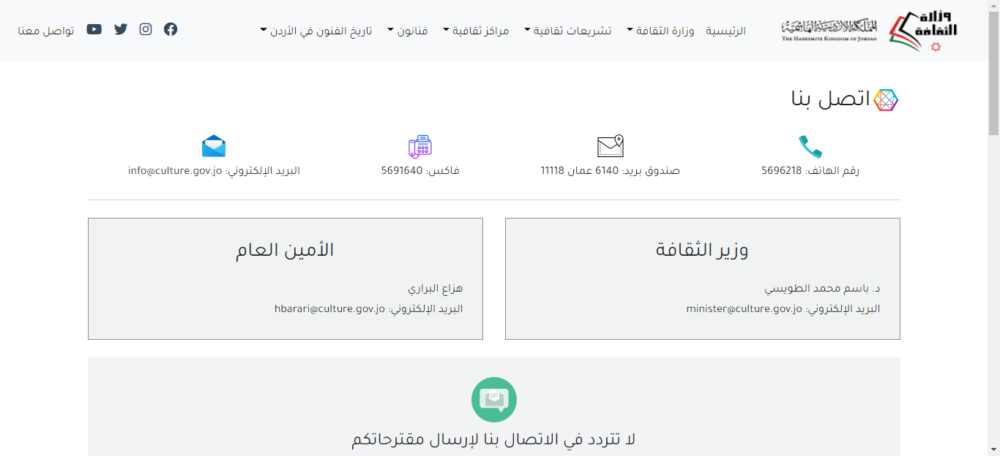 وزارة الثقافة
المملكة الأردنية الهاشمية
THE HASHEMITE KINGDOM OF JORDAN
الرئيسية
وزارة الثقافة
تشريعات ثقافية
مراكز ثقافية
فنانون
تاريخ الفنون في الأردن
تواصل معنا
اتصل بنا
رقم الهاتف: 5696218
صندوق بريد: 6140 عمان 11118
فاكس: 5691640
البريد الإلكتروني: info@culture.gov.jo
وزير الثقافة
د. باسم محمد الطويسي
البريد الإلكتروني: minister@culture.gov.jo
الأمين العام
هزاع البراري
البريد الإلكتروني: hbarari@culture.gov.jo
لا تتردد في الاتصال بنا لإرسال مقترحاتكم